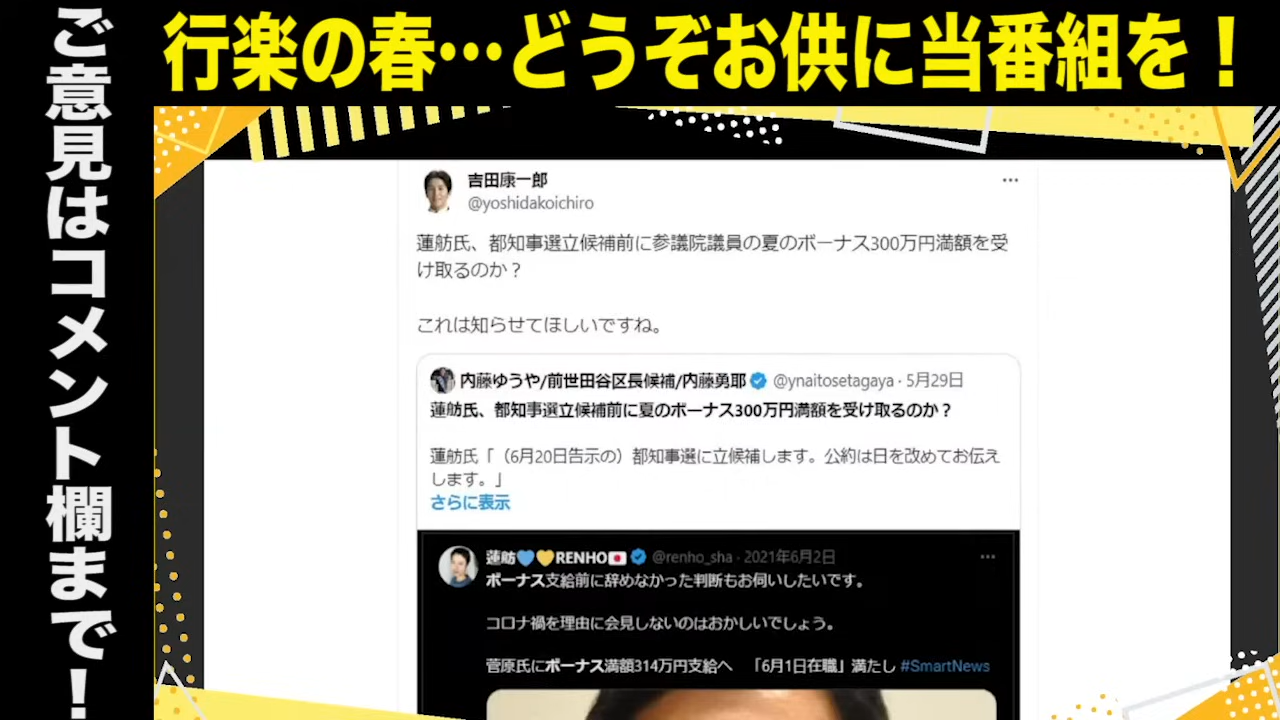 行楽の春…どうぞお供に当番組を！
ご意見はコメント欄まで！
吉田康一郎
@yoshidakoichiro
蓮舫氏、都知事選立候補前に参議院議員の夏のボーナス300万円満額を受
け取るのか？
これは知らせてほしいですね。
内藤ゆうや/前世田谷区長候補/内藤勇耶 @ynaitosetagaya · 5月29日
蓮舫氏、都知事選立候補前に夏のボーナス300万円満額を受け取るのか？
蓮舫氏「（6月20日告示の）都知事選に立候補します。公約は日を改めてお伝え
します。」
さらに表示
蓮舫💙💛RENHO🇯🇵 @renho_sha · 2021年6月2日
ボーナス支給前に辞めなかった判断もお伺いしたいです。
コロナ禍を理由に会見しないのはおかしいでしょう。
菅原氏にボーナス満額314万円支給へ 「6月1日在職」満たし #SmartNews